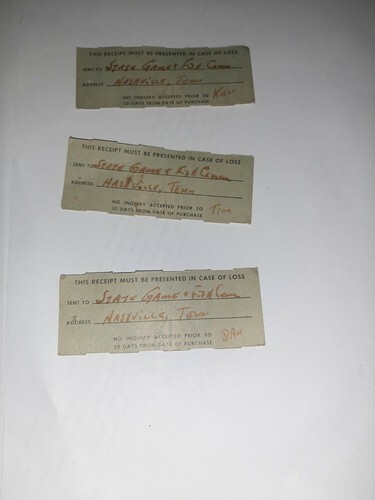 THIS RECEIPT MUST BE PRESENTED IN CASE OF LOSS
SENT TO State Game & Fish Comm
ADDRESS Nashville, Tenn
NO INQUIRY ACCEPTED PRIOR TO
30 DAYS FROM DATE OF PURCHASE
THIS RECEIPT MUST BE PRESENTED IN CASE OF LOSS
SENT TO State Game & Fish Comm
ADDRESS Nashville, Tenn
NO INQUIRY ACCEPTED PRIOR TO
30 DAYS FROM DATE OF PURCHASE Tim
THIS RECEIPT MUST BE PRESENTED IN CASE OF LOSS
SENT TO State Game & Fish Comm
ADDRESS Nashville, Tenn
NO INQUIRY ACCEPTED PRIOR TO
30 DAYS FROM DATE OF PURCHASE Dan